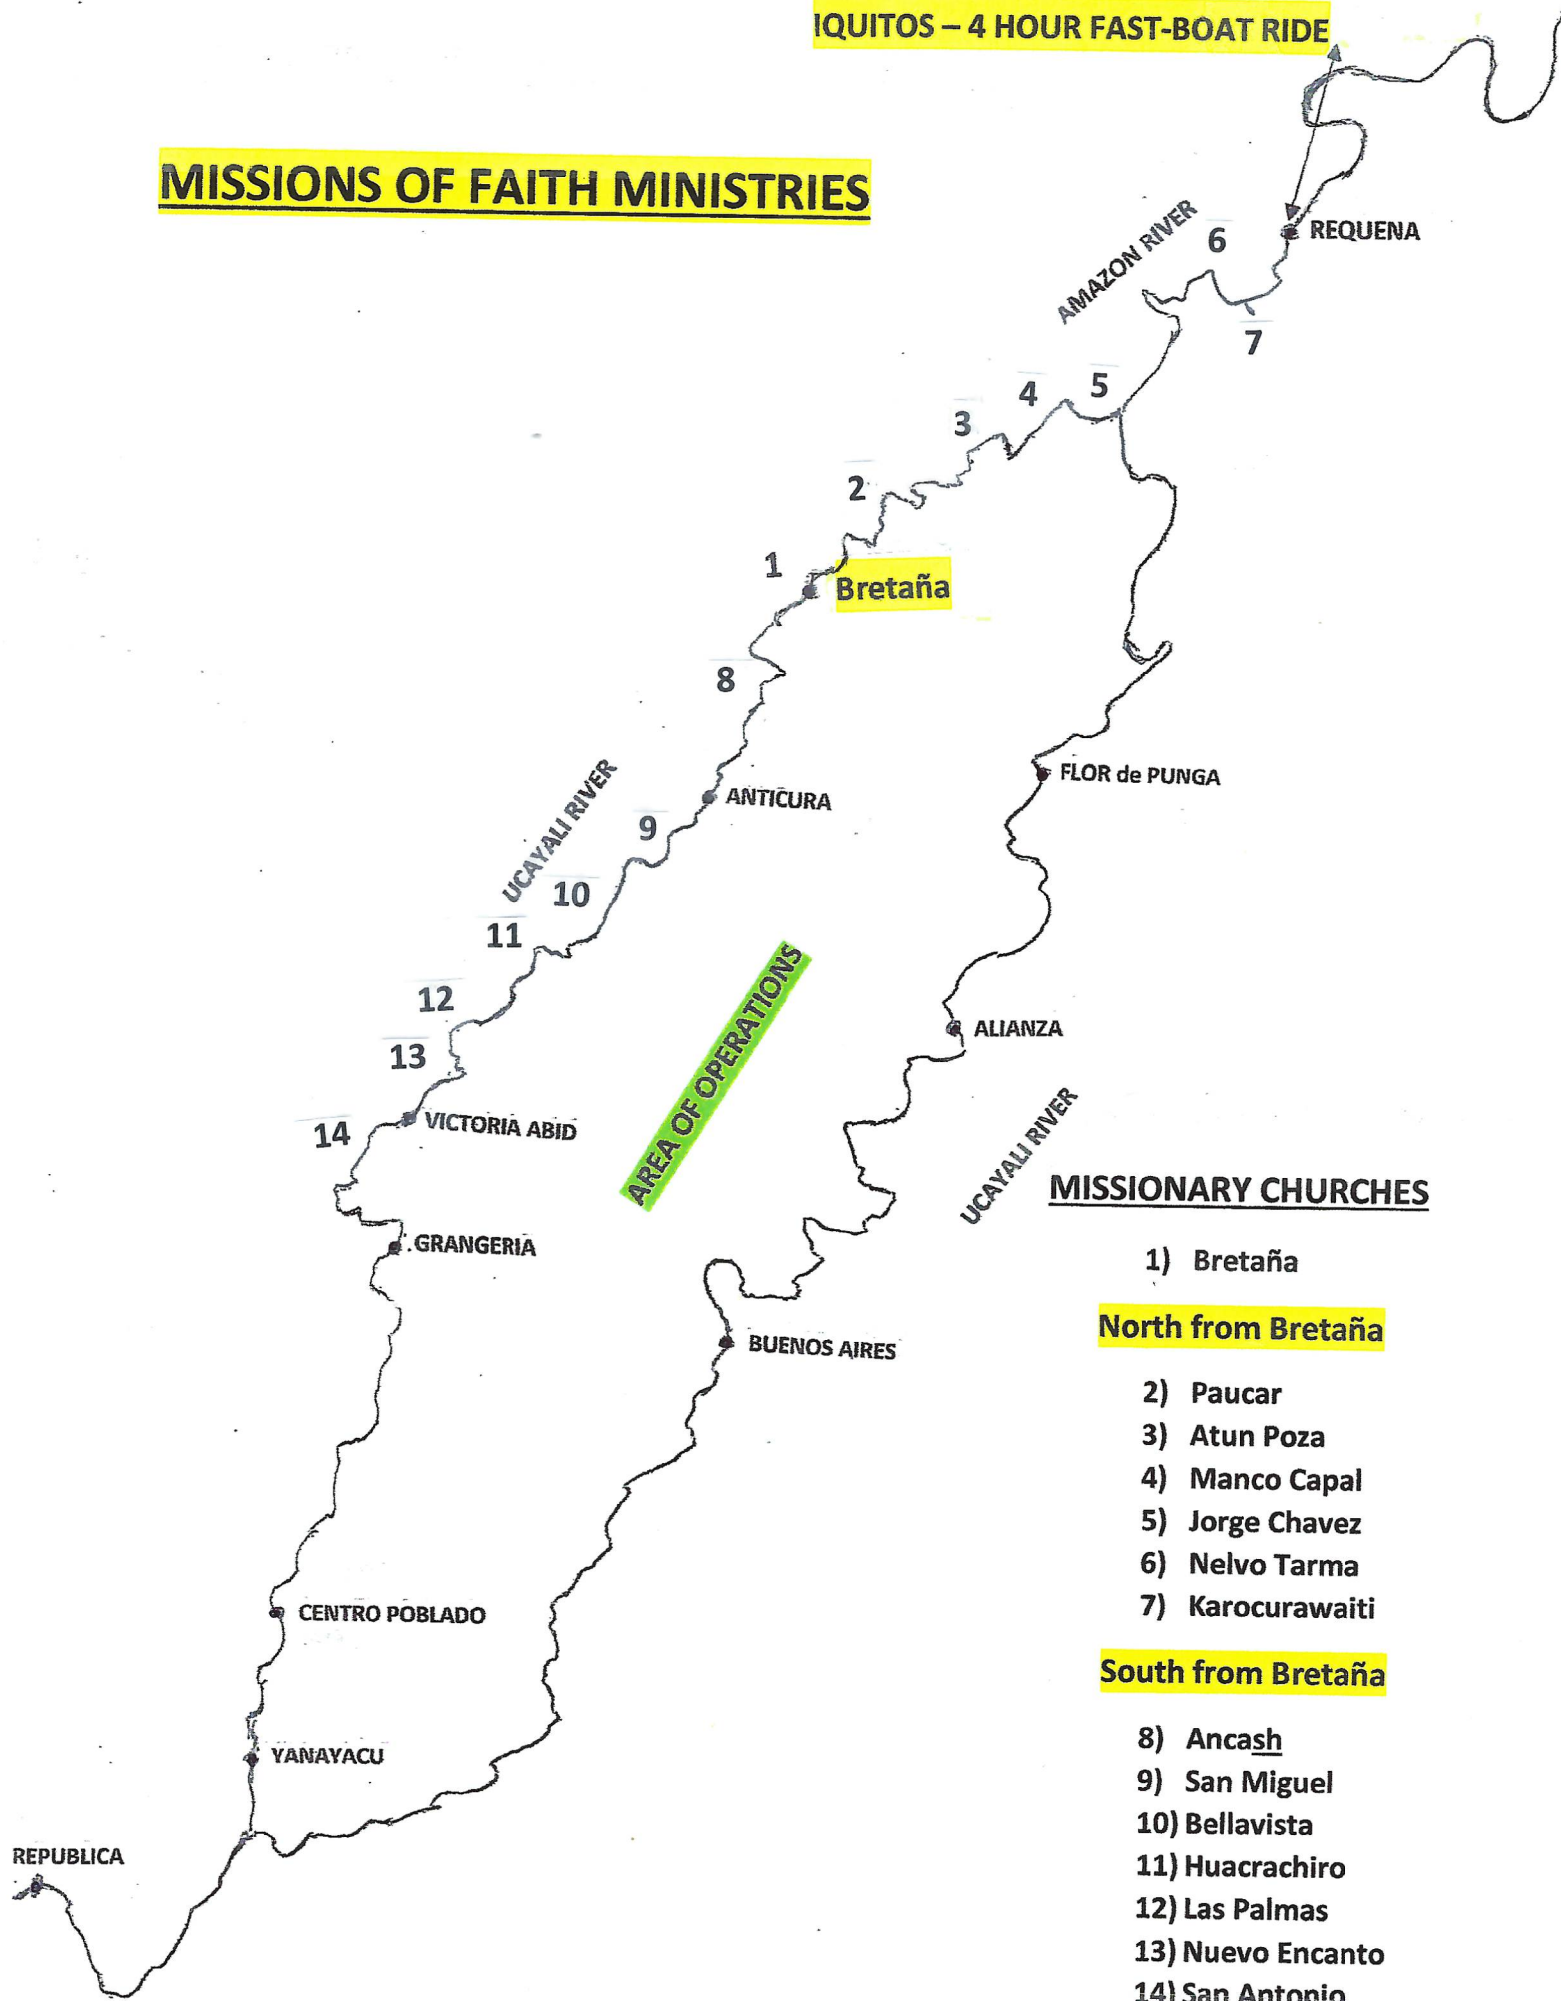 IQUITOS – 4 HOUR FAST-BOAT RIDE
MISSIONS OF FAITH MINISTRIES
AMAZON RIVER
6
REQUENA
7
5
4
3
2
1
Bretaña
8
UCAYALI RIVER
FLOR de PUNGA
ANTICURA
9
10
11
AREA OF OPERATIONS
12
ALIANZA
13
VICTORIA ABID
14
UCAYALI RIVER
GRANGERIA
BUENOS AIRES
CENTRO POBLADO
YANAYACU
REPUBLICA
MISSIONARY CHURCHES
1) Bretaña
North from Bretaña
2) Paucar
3) Atun Poza
4) Manco Capal
5) Jorge Chavez
6) Nelvo Tarma
7) Karocurawaiti
South from Bretaña
8) Ancash
9) San Miguel
10) Bellavista
11) Huacrachiro
12) Las Palmas
13) Nuevo Encanto
14) San Antonio